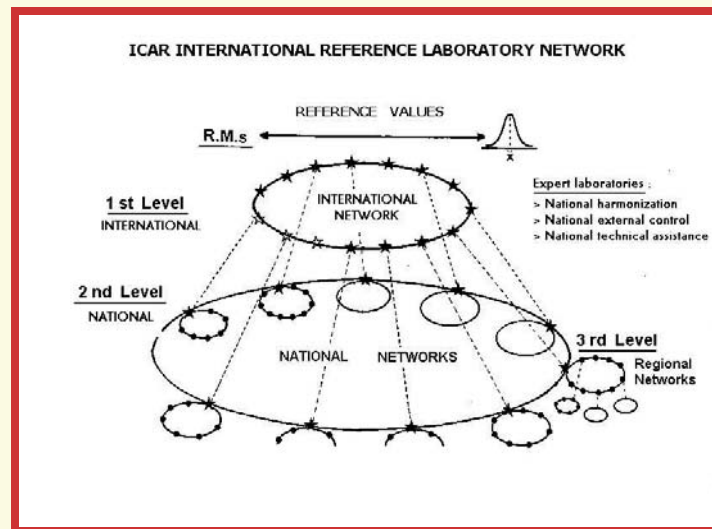 ICAR INTERNATIONAL REFERENCE LABORATORY NETWORK
REFERENCE VALUES
R.M.s
x
1 st Level
INTERNATIONAL
INTERNATIONAL
NETWORK
Expert laboratories :
> National harmonization
> National external control
> National technical assistance
2 nd Level
NATIONAL
NATIONAL NETWORKS
3 rd Level
Regional
Networks